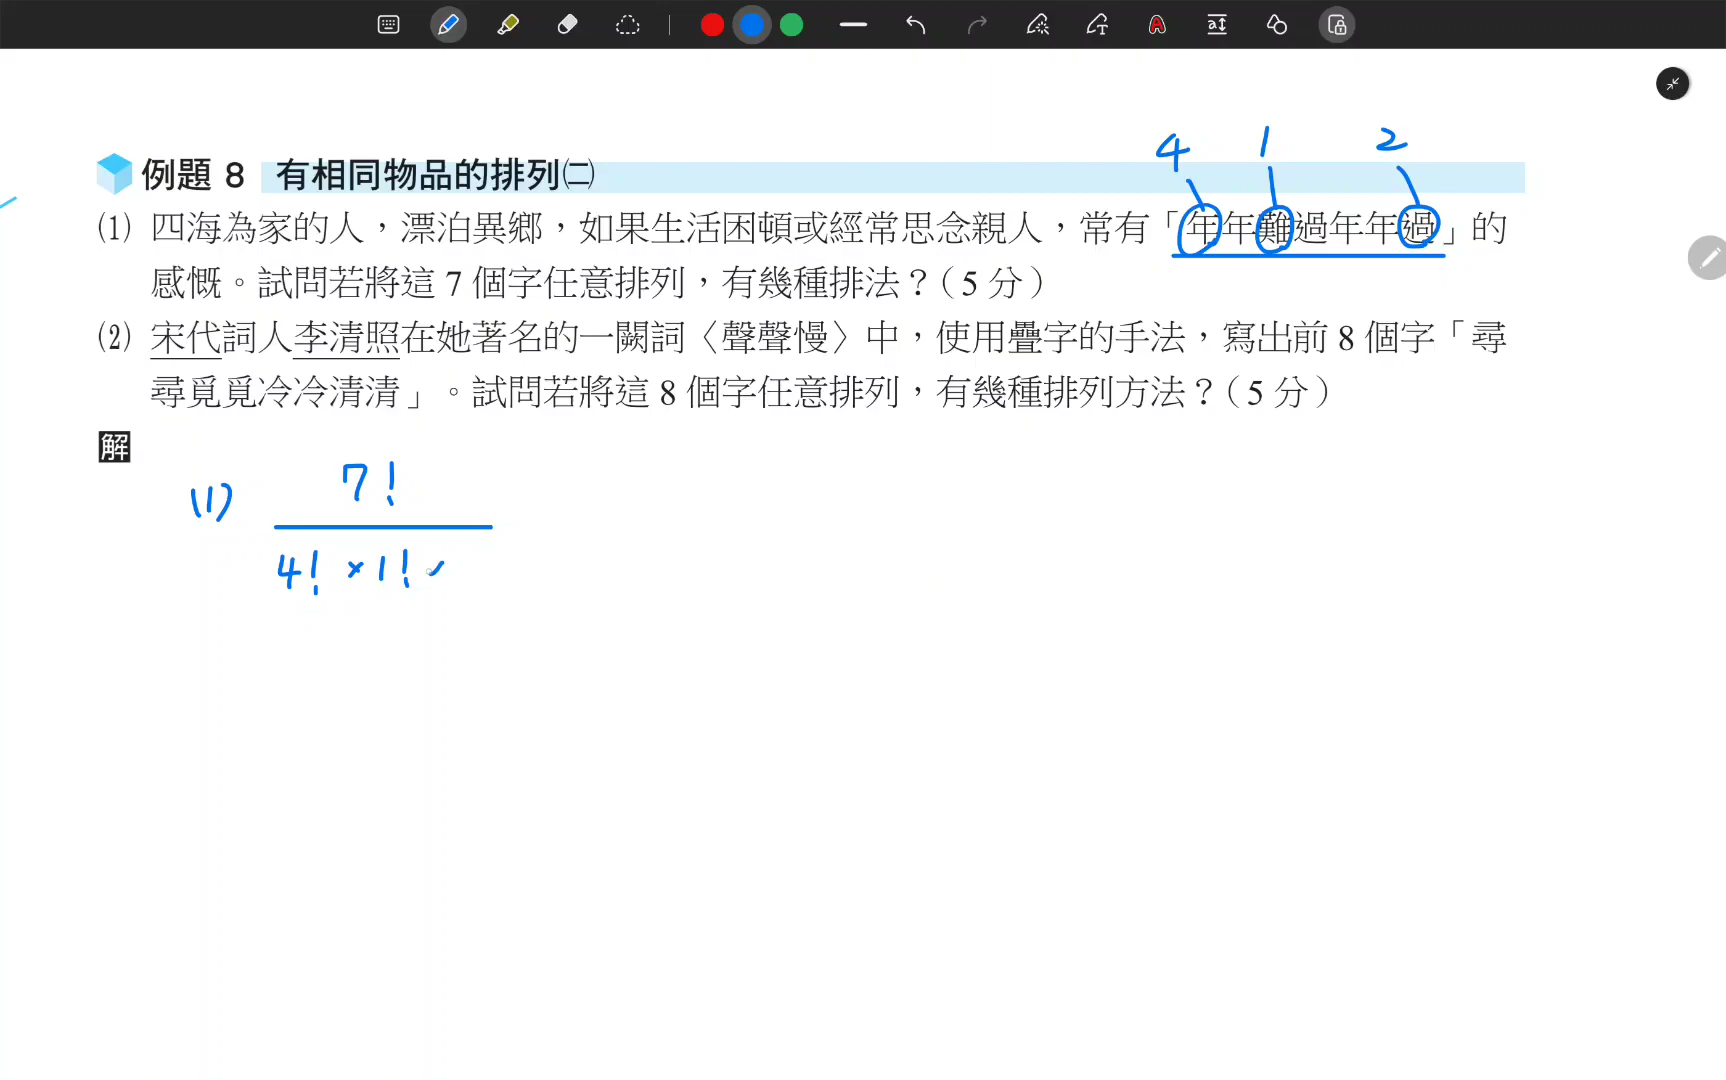 4 1 2
例題 8 有相同物品的排列㈡
⑴ 四海為家的人，漂泊異鄉，如果生活困頓或經常思念親人，常有「年年難過年年過」的
感慨。試問若將這 7 個字任意排列，有幾種排法？（5 分）
⑵ 宋代詞人李清照在她著名的一闕詞〈聲聲慢〉中，使用疊字的手法，寫出前 8 個字「尋
尋覓覓冷冷清清」。試問若將這 8 個字任意排列，有幾種排列方法？（5 分）
解
(1) 7!
4! × 1!